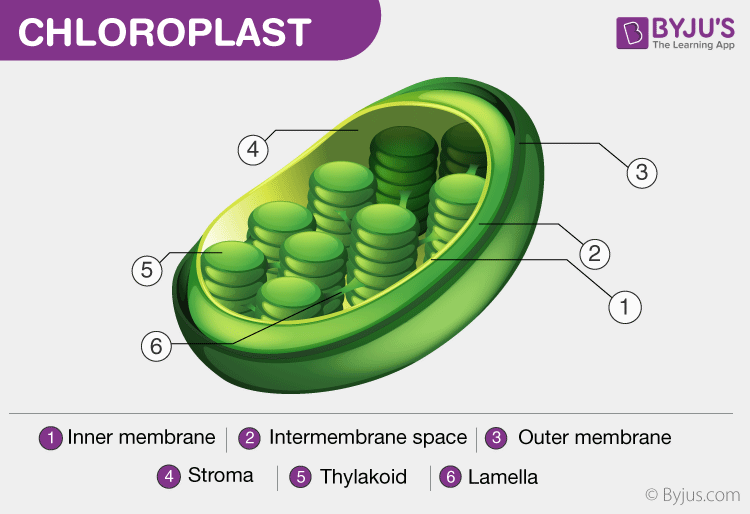 CHLOROPLAST
BYJU'S
The Learning App
4
3
5
2
1
6
1 Inner membrane 2 Intermembrane space 3 Outer membrane
4 Stroma 5 Thylakoid 6 Lamella
© Byjus.com